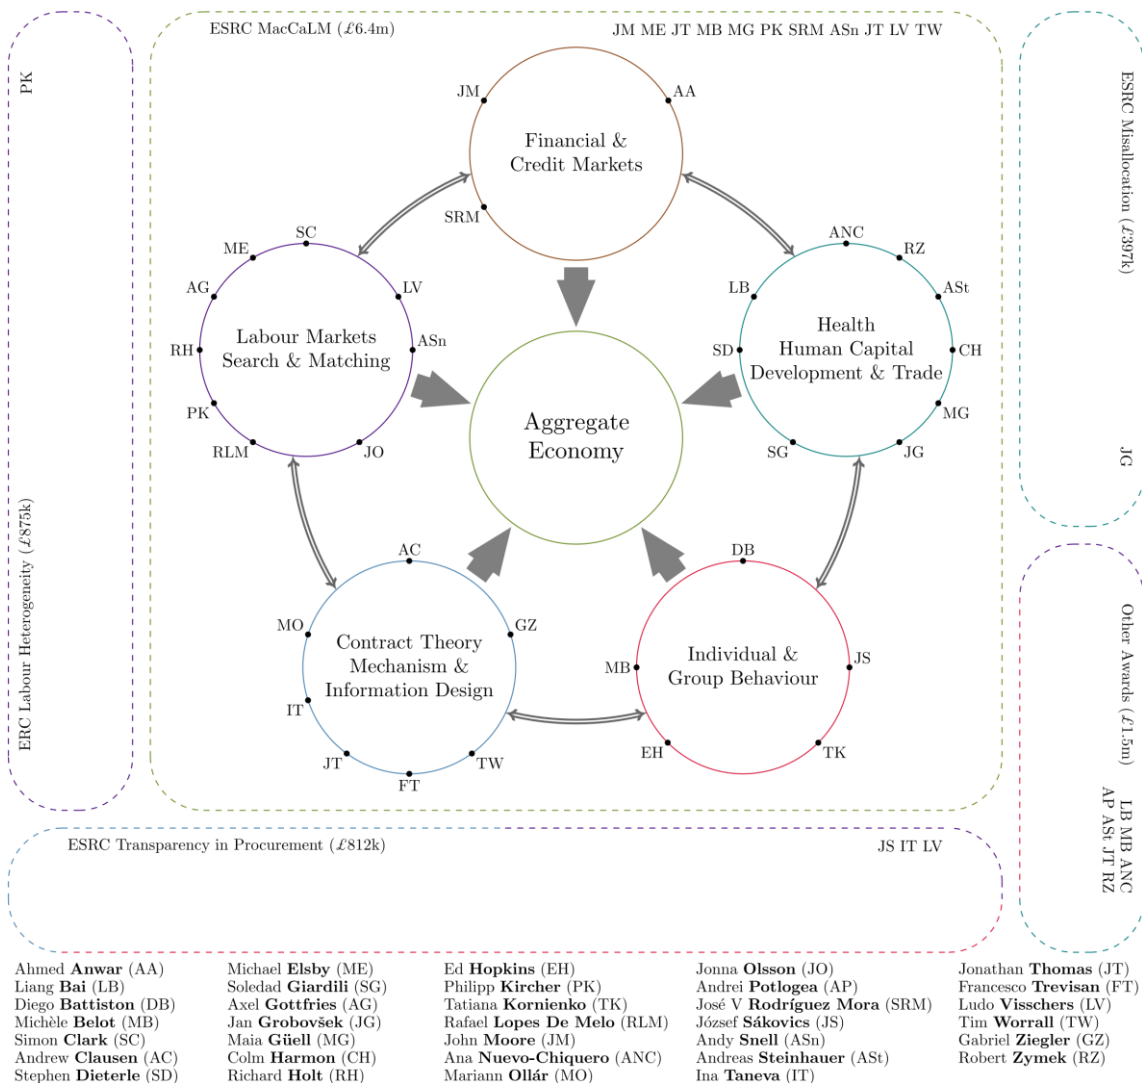 ESRC MacCaLM (£6.4m)
JM ME JT MB MG PK SRM ASn JT LV TW
PK
ERC Labour Heterogeneity (£875k)
ESRC Misallocation (£397k)
JG
JM
AA
Financial &
Credit Markets
SRM
SC
ME
AG
LV
RH
ASn
Labour Markets
Search & Matching
PK
RLM
JO
ANC
RZ
LB
ASt
SD
CH
Health
Human Capital
Development & Trade
MG
SG
JG
Aggregate
Economy
AC
MO
GZ
Contract Theory
Mechanism &
Information Design
IT
JT
FT
TW
DB
MB
JS
Individual &
Group Behaviour
EH
TK
Other Awards (£1.5m)
LB MB ANC
AP ASt JT RZ
ESRC Transparency in Procurement (£812k)
JS IT LV
Ahmed Anwar (AA)
Liang Bai (LB)
Diego Battiston (DB)
Michèle Belot (MB)
Simon Clark (SC)
Andrew Clausen (AC)
Stephen Dieterle (SD)
Michael Elsby (ME)
Soledad Giardili (SG)
Axel Gottfries (AG)
Jan Grobovšek (JG)
Maia Güell (MG)
Colm Harmon (CH)
Richard Holt (RH)
Ed Hopkins (EH)
Philipp Kircher (PK)
Tatiana Kornienko (TK)
Rafael Lopes De Melo (RLM)
John Moore (JM)
Ana Nuevo-Chiquero (ANC)
Mariann Ollár (MO)
Jonna Olsson (JO)
Andrei Potlogea (AP)
José V Rodríguez Mora (SRM)
József Sákovics (JS)
Andy Snell (ASn)
Andreas Steinhauer (ASt)
Ina Taneva (IT)
Jonathan Thomas (JT)
Francesco Trevisan (FT)
Ludo Visschers (LV)
Tim Worrall (TW)
Gabriel Ziegler (GZ)
Robert Zymek (RZ)